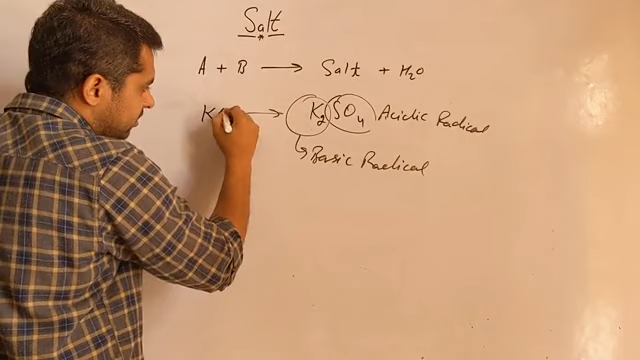 Salt
A + B → Salt + H₂O
K → K₂SO₄ Acidic Radical
Basic Radical